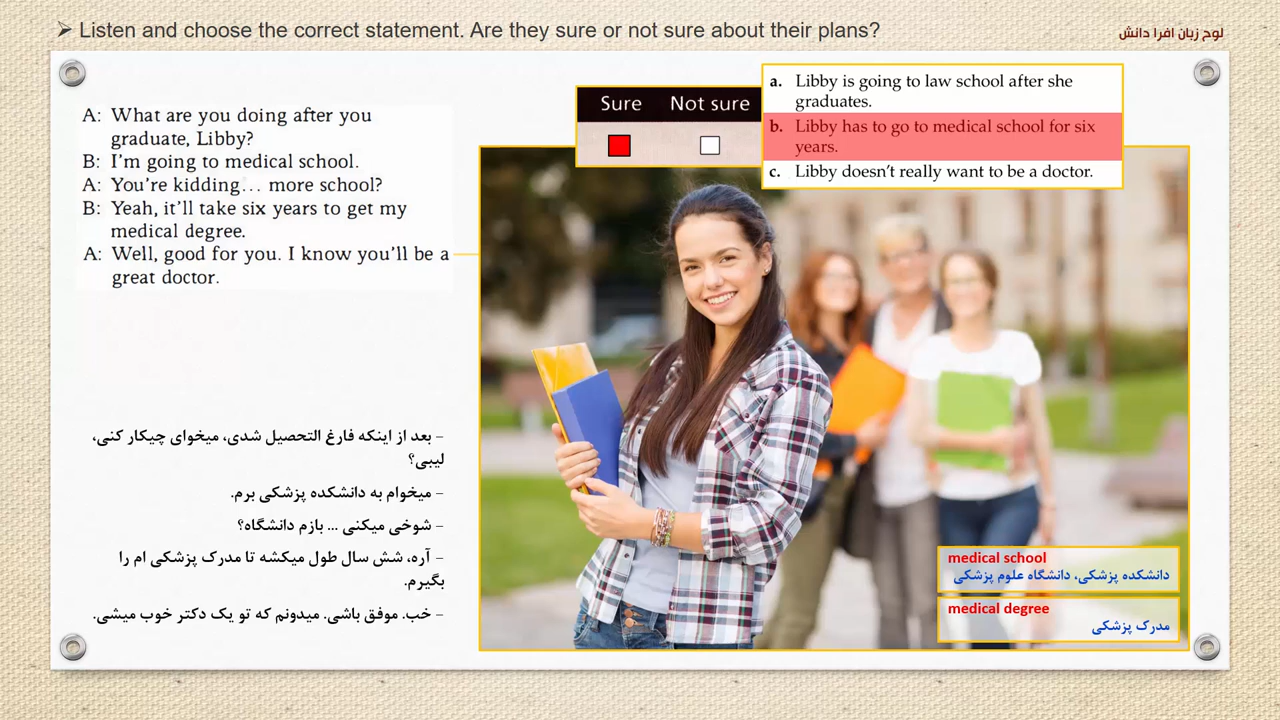 ➢ Listen and choose the correct statement. Are they sure or not sure about their plans?
لوح زبان افرا دانش
A: What are you doing after you
graduate, Libby?
B: I'm going to medical school.
A: You're kidding... more school?
B: Yeah, it'll take six years to get my
medical degree.
A: Well, good for you. I know you'll be a
great doctor.
Sure Not sure
a. Libby is going to law school after she
graduates.
b. Libby has to go to medical school for six
years.
c. Libby doesn't really want to be a doctor.
- بعد از اینکه فارغ التحصیل شدی، میخوای چیکار کنی،
لیبی؟
- میخوام به دانشکده پزشکی برم.
- شوخی میکنی ... بازم دانشگاه؟
- آره، شش سال طول میکشه تا مدرک پزشکی ام را
بگیرم.
- خب. موفق باشی. میدونم که تو یک دکتر خوب میشی.
medical school
دانشکده پزشکی، دانشگاه علوم پزشکی
medical degree
مدرک پزشکی